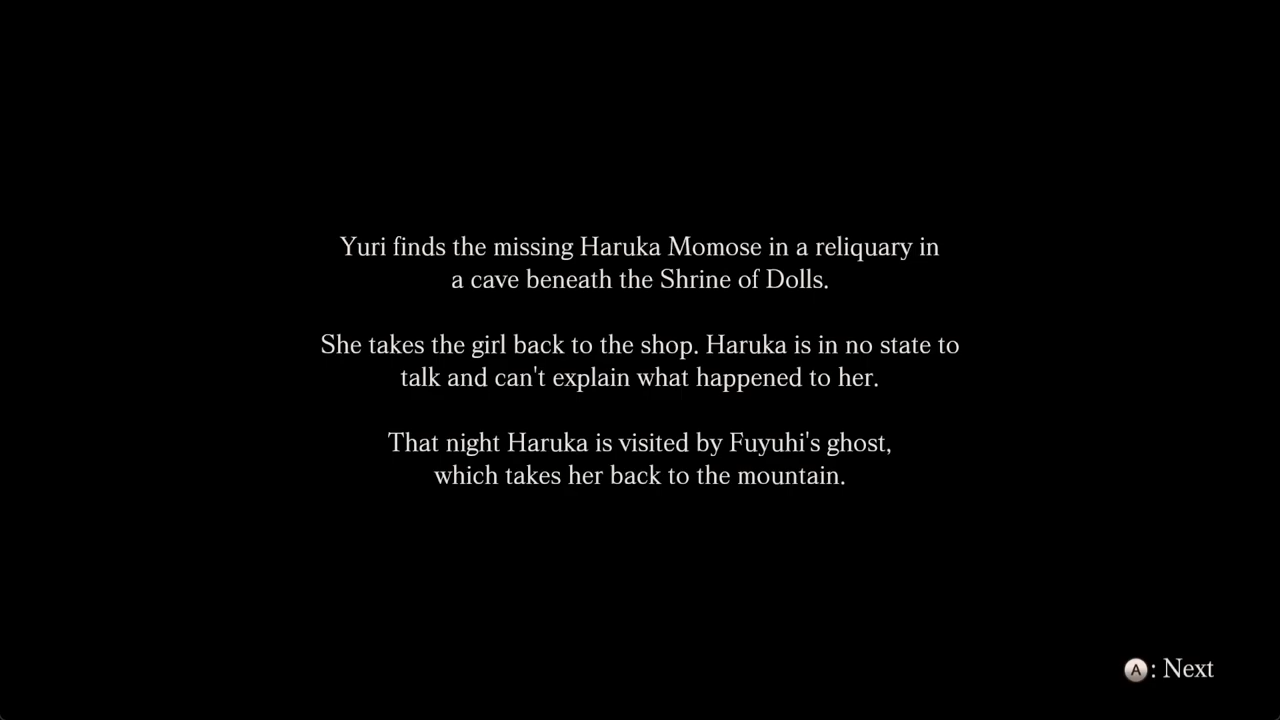 Yuri finds the missing Haruka Momose in a reliquary in
a cave beneath the Shrine of Dolls.
She takes the girl back to the shop. Haruka is in no state to
talk and can't explain what happened to her.
That night Haruka is visited by Fuyuhi's ghost,
which takes her back to the mountain.
A: Next